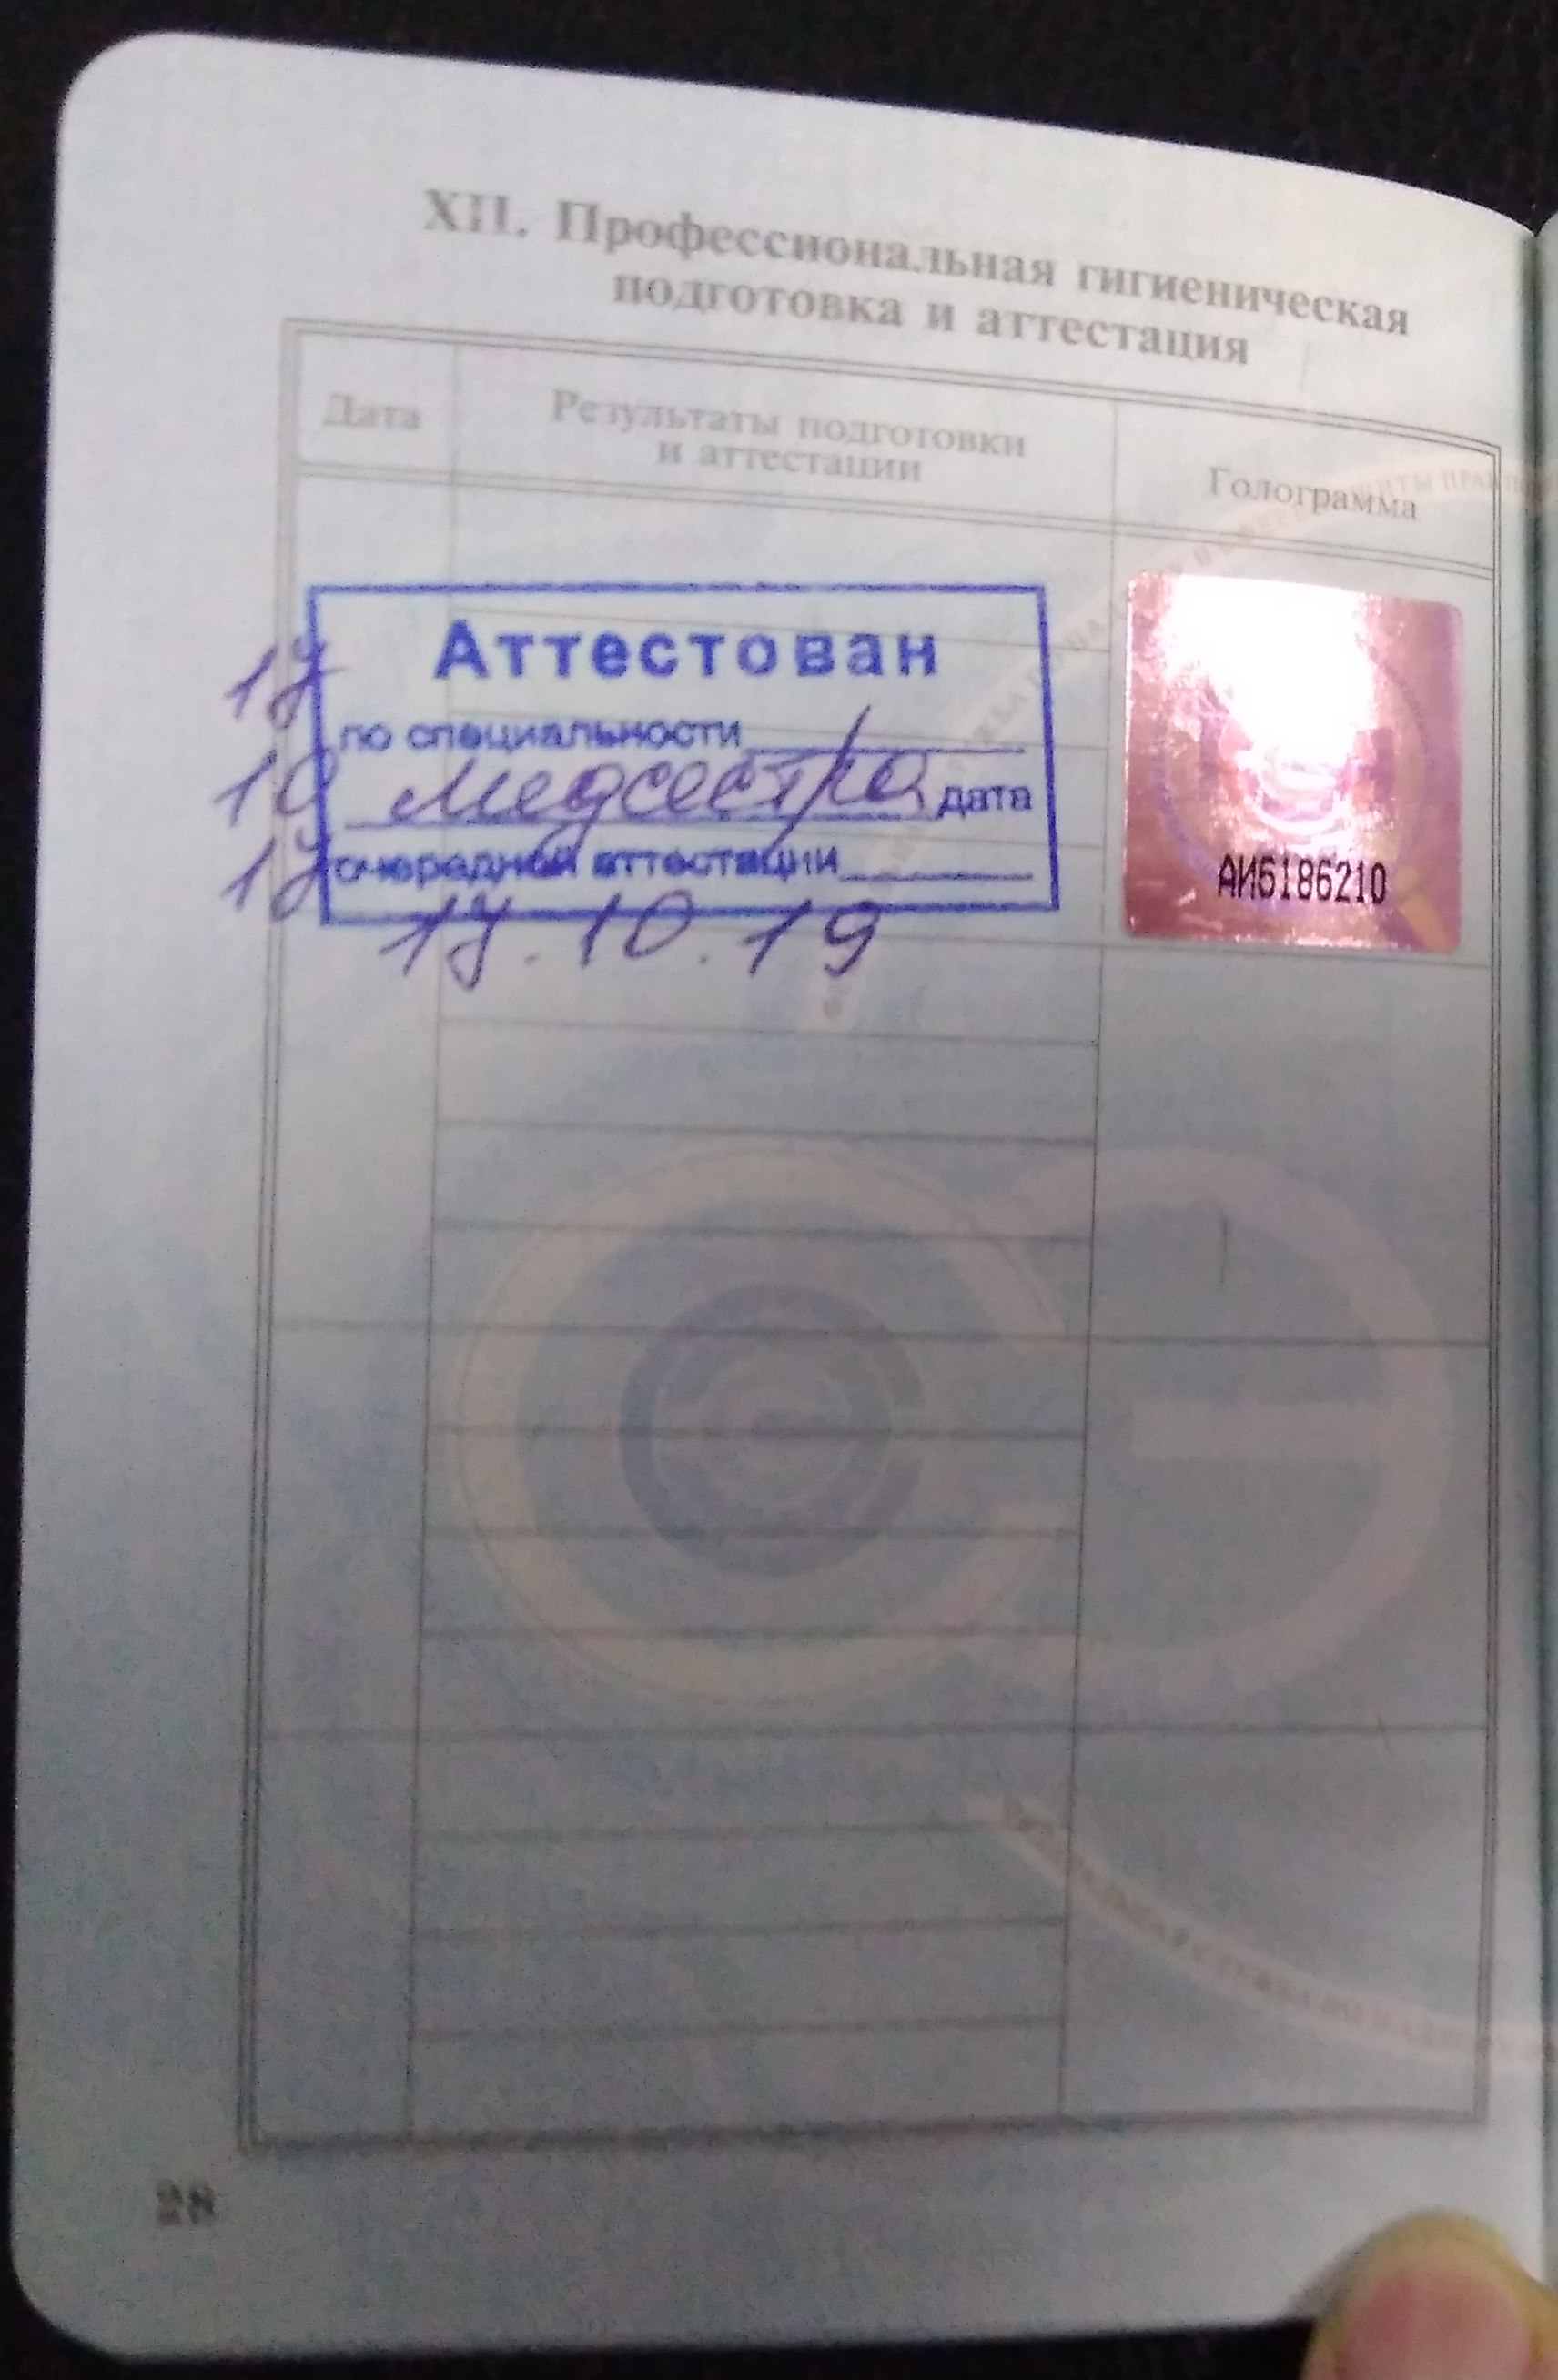 XII. Профессиональная гигиеническая
подготовка и аттестация
Дата
Результаты подготовки
и аттестации
Голограмма
Аттестован
17
по специальности
10
медсестра дата
17
очередной аттестации
17.10.19
АИ6186210
28